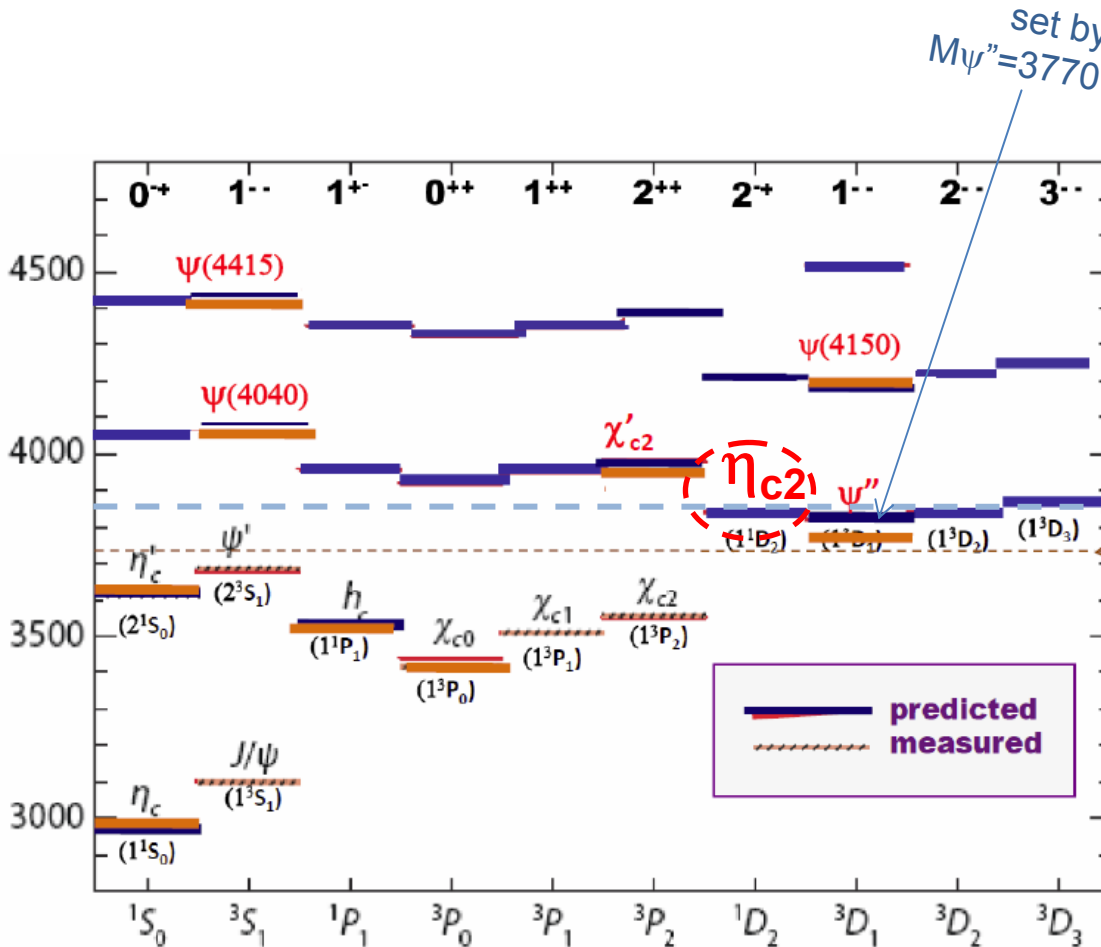 set by
Mψ”=3770
0⁻⁺ 1⁻⁻ 1⁺⁻ 0⁺⁺ 1⁺⁺ 2⁺⁺ 2⁻⁺ 1⁻⁻ 2⁻⁻ 3⁻⁻
4500
ψ(4415)
ψ(4150)
ψ(4040)
4000
χ′c2
ηc2
ψ″
(1¹D₂) (1³D₁) (1³D₂) (1³D₃)
η′c
ψ'
(2¹S₀)
(2³S₁)
3500
hc
(1¹P₁)
χc0
(1³P₀)
χc1
(1³P₁)
χc2
(1³P₂)
predicted
measured
J/ψ
(1³S₁)
3000
ηc
(1¹S₀)
¹S₀ ³S₁ ¹P₁ ³P₀ ³P₁ ³P₂ ¹D₂ ³D₁ ³D₂ ³D₃